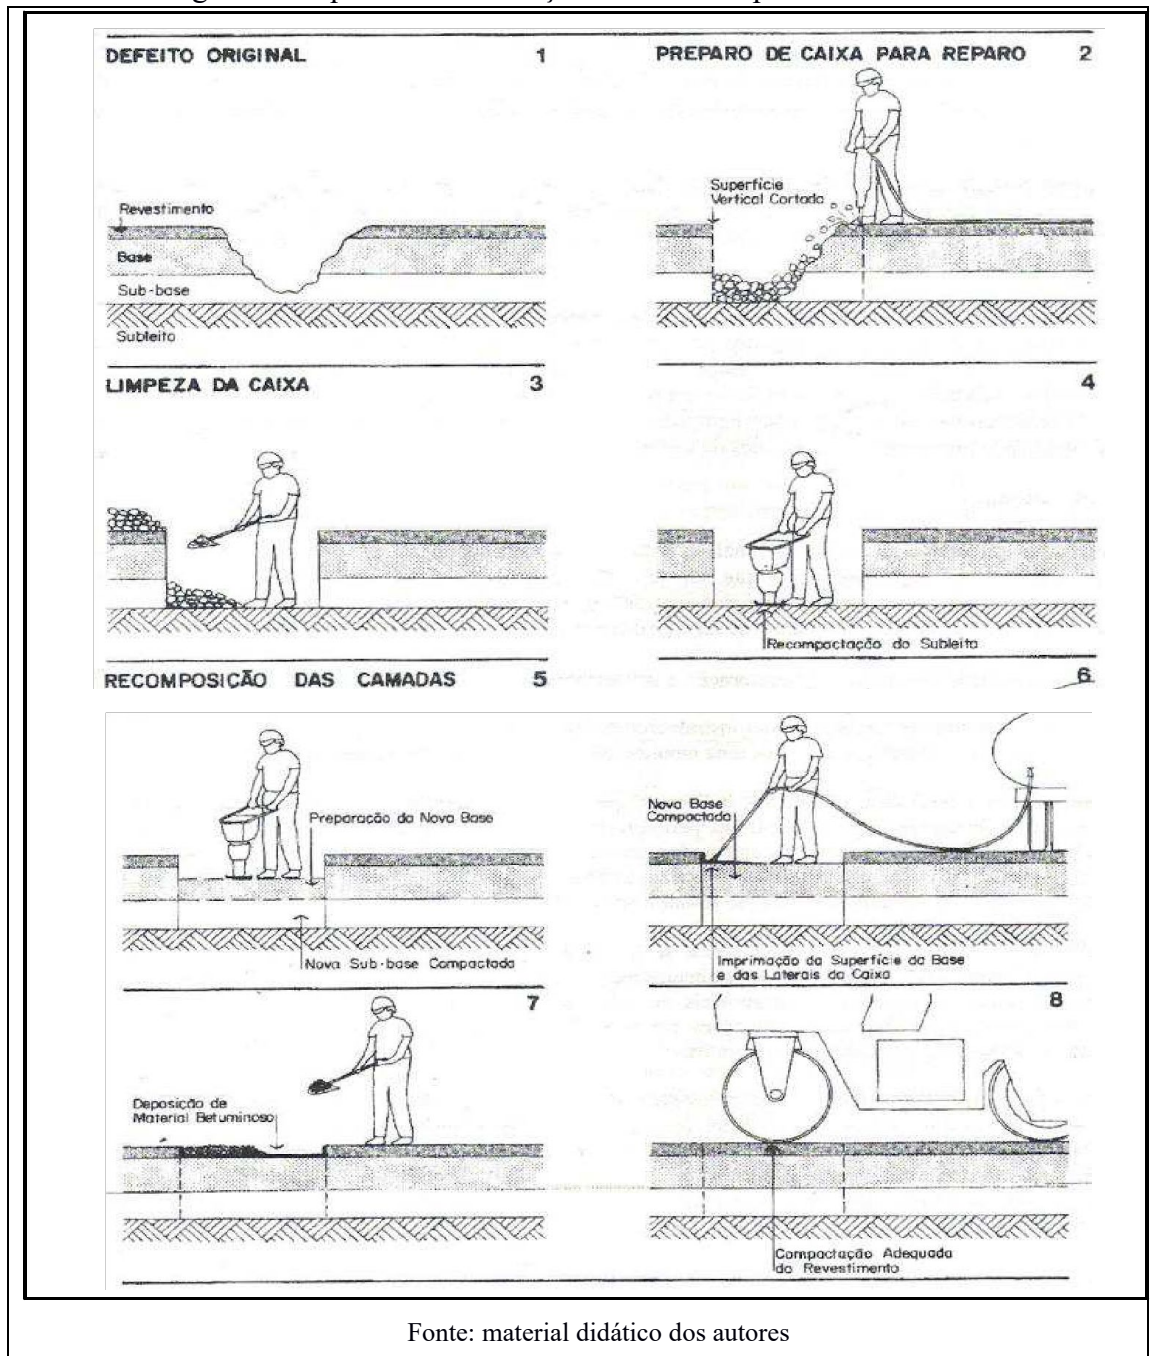 DEFEITO ORIGINAL 1
Revestimento
Base
Sub-base
Subleito
PREPARO DE CAIXA PARA REPARO 2
Superfície
Vertical Cortada
LIMPEZA DA CAIXA 3
4
Recompactação do Subleito
RECOMPOSIÇÃO DAS CAMADAS 5
Preparação da Nova Base
Nova Sub-base Compactada
6
Nova Base
Compactada
Imprimação da Superfície da Base
e das Laterais da Caixa
7
Deposição de
Material Betuminoso
8
Compactação Adequada
do Revestimento
Fonte: material didático dos autores